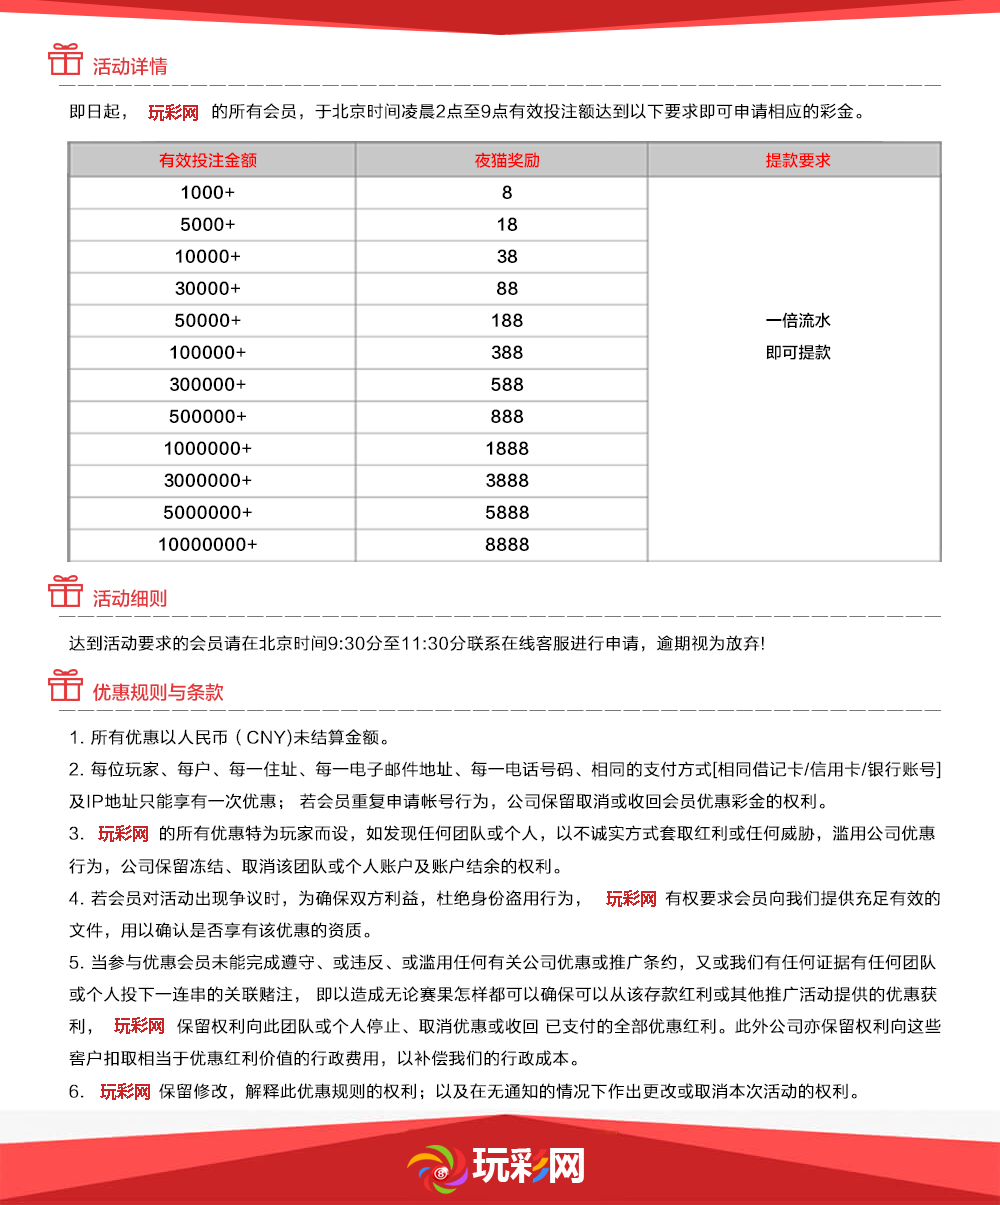 活动详情
即日起， 玩彩网 的所有会员，于北京时间凌晨2点至9点有效投注额达到以下要求即可申请相应的彩金。
有效投注金额 夜猫奖励 提款要求
1000+ 8
5000+ 18
10000+ 38
30000+ 88
50000+ 188 一倍流水
100000+ 388 即可提款
300000+ 588
500000+ 888
1000000+ 1888
3000000+ 3888
5000000+ 5888
10000000+ 8888
活动细则
达到活动要求的会员请在北京时间9:30分至11:30分联系在线客服进行申请，逾期视为放弃!
优惠规则与条款
1. 所有优惠以人民币（CNY)未结算金额。
2. 每位玩家、每户、每一住址、每一电子邮件地址、每一电话号码、相同的支付方式[相同借记卡/信用卡/银行账号]
及IP地址只能享有一次优惠； 若会员重复申请帐号行为，公司保留取消或收回会员优惠彩金的权利。
3. 玩彩网 的所有优惠特为玩家而设，如发现任何团队或个人，以不诚实方式套取红利或任何威胁，滥用公司优惠
行为，公司保留冻结、取消该团队或个人账户及账户结余的权利。
4. 若会员对活动出现争议时，为确保双方利益，杜绝身份盗用行为， 玩彩网 有权要求会员向我们提供充足有效的
文件，用以确认是否享有该优惠的资质。
5. 当参与优惠会员未能完成遵守、或违反、或滥用任何有关公司优惠或推广条约，又或我们有任何证据有任何团队
或个人投下一连串的关联赌注， 即以造成无论赛果怎样都可以确保可以从该存款红利或其他推广活动提供的优惠获
利， 玩彩网 保留权利向此团队或个人停止、取消优惠或收回 已支付的全部优惠红利。此外公司亦保留权利向这些
窖户扣取相当于优惠红利价值的行政费用，以补偿我们的行政成本。
6. 玩彩网 保留修改，解释此优惠规则的权利；以及在无通知的情况下作出更改或取消本次活动的权利。
8 玩彩网